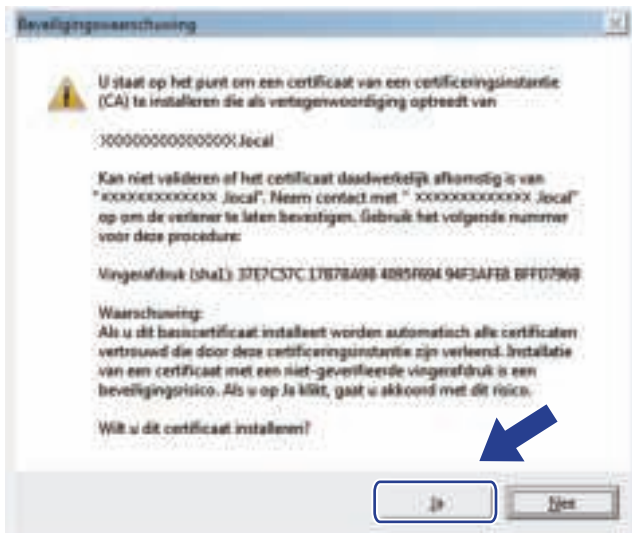 Beveiligingswaarschuwing
U staat op het punt om een certificaat van een certificeringsinstantie
(CA) te installeren die als vertegenwoordiging optreedt van
XXXXXXXXXXXXXXX.local
Kan niet valideren of het certificaat daadwerkelijk afkomstig is van
"XXXXXXXXXXXXX .local". Neem contact met " XXXXXXXXXXXXX .local"
op om de verlener te laten bevestigen. Gebruik het volgende nummer
voor deze procedure:
Vingerafdruk (sha1): 37E7C57C
Waarschuwing:
Als u dit basiscertificaat installeert worden automatisch alle certificaten
vertrouwd die door deze certificeringsinstantie zijn verleend. Installatie
van een certificaat met een niet-geverifieerde vingerafdruk is een
beveiligingsrisico. Als u op Ja klikt, gaat u akkoord met dit risico.
Wilt u dit certificaat installeren?
Ja Nee